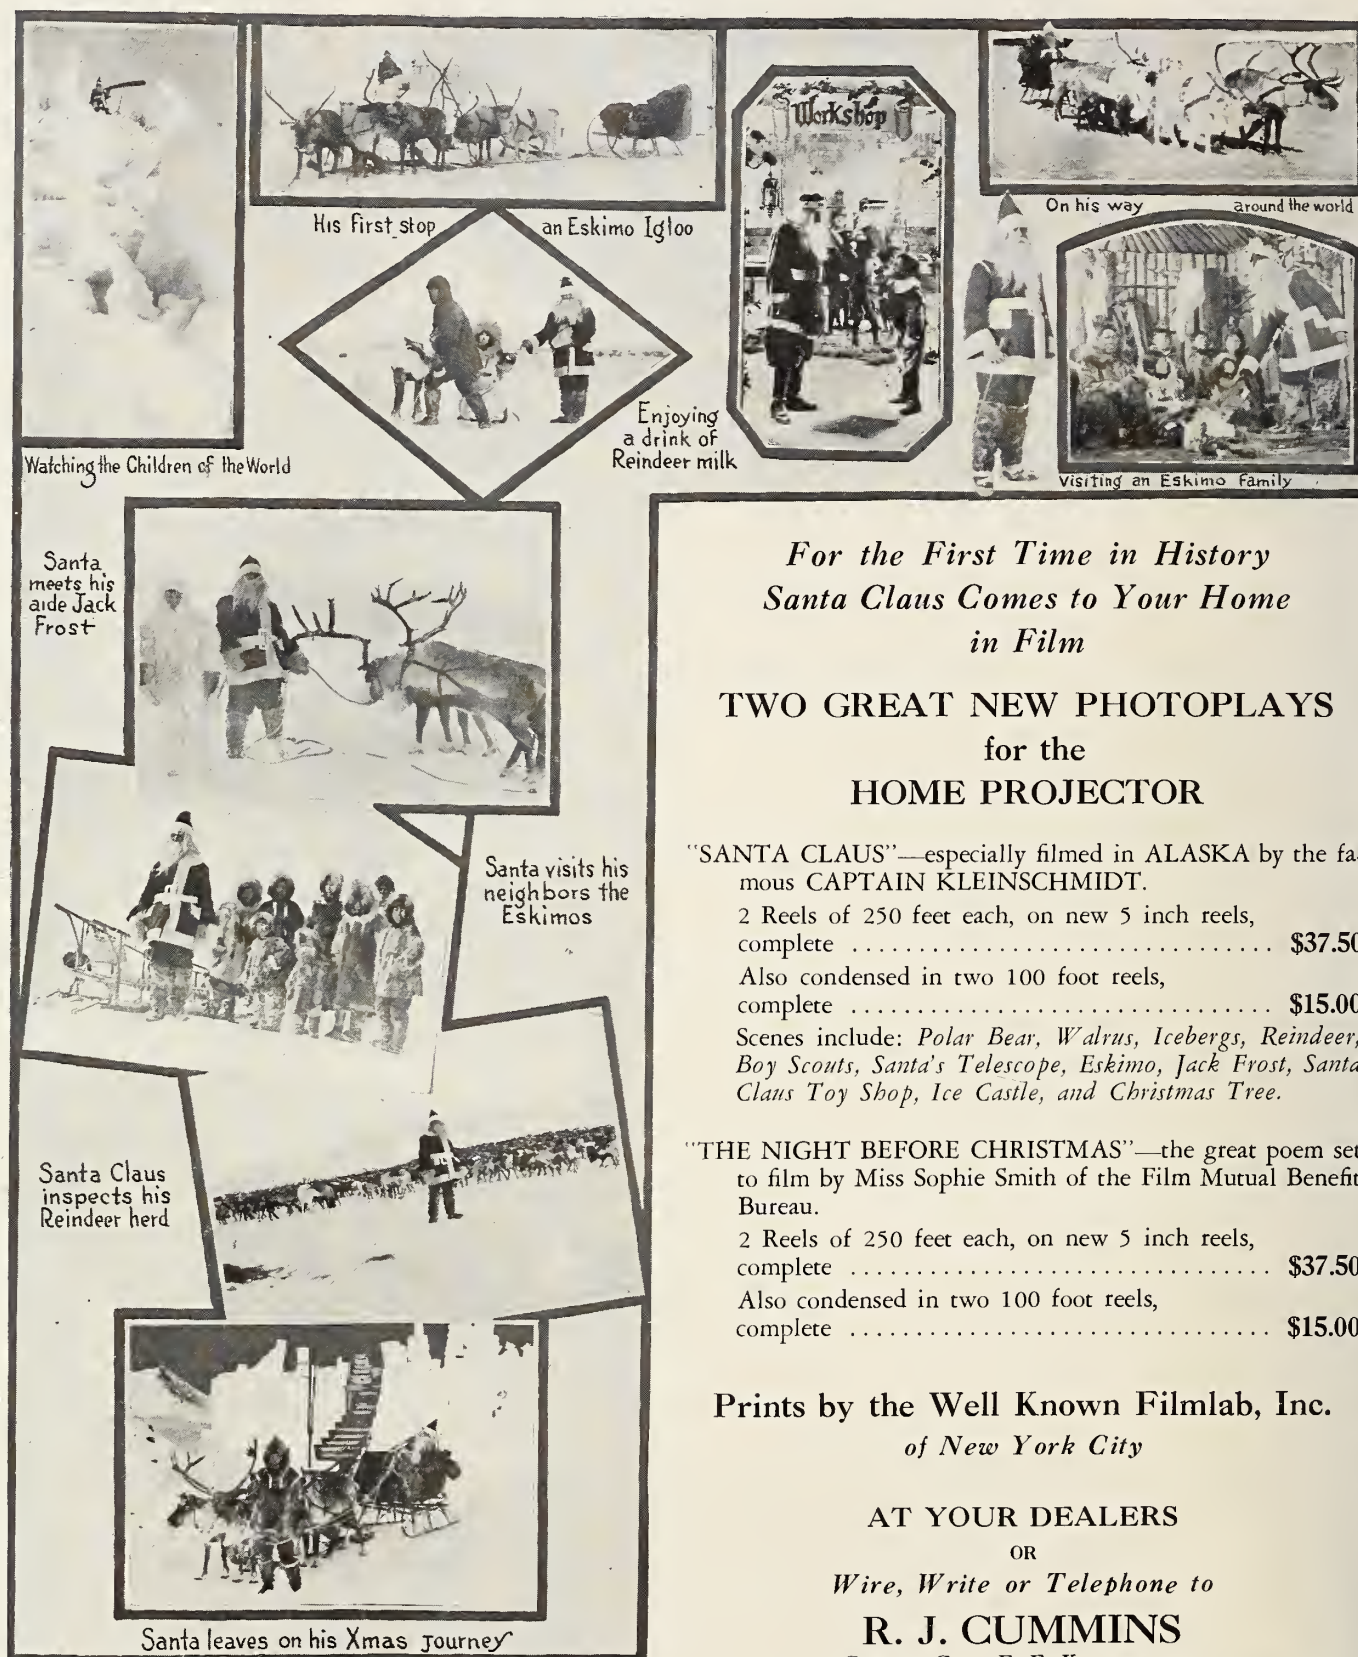 Workshop
His First stop an Eskimo Igloo
On his way around the world
Enjoying
a drink of
Reindeer milk
Watching the Children of the World
Visiting an Eskimo Family
Santa
meets his
aide Jack
Frost
Santa visits his
neighbors the
Eskimos
Santa Claus
inspects his
Reindeer herd
Santa leaves on his Xmas Journey
For the First Time in History
Santa Claus Comes to Your Home
in Film
TWO GREAT NEW PHOTOPLAYS
for the
HOME PROJECTOR
"SANTA CLAUS"—especially filmed in ALASKA by the fa-
mous CAPTAIN KLEINSCHMIDT.
2 Reels of 250 feet each, on new 5 inch reels,
complete ................................ $37.50
Also condensed in two 100 foot reels,
complete ................................ $15.00
Scenes include: Polar Bear, Walrus, Icebergs, Reindeer,
Boy Scouts, Santa's Telescope, Eskimo, Jack Frost, Santa
Claus Toy Shop, Ice Castle, and Christmas Tree.
"THE NIGHT BEFORE CHRISTMAS"—the great poem set
to film by Miss Sophie Smith of the Film Mutual Benefit
Bureau.
2 Reels of 250 feet each, on new 5 inch reels,
complete ................................ $37.50
Also condensed in two 100 foot reels,
complete ................................ $15.00
Prints by the Well Known Filmlab, Inc.
of New York City
AT YOUR DEALERS
OR
Wire, Write or Telephone to
R. J. CUMMINS